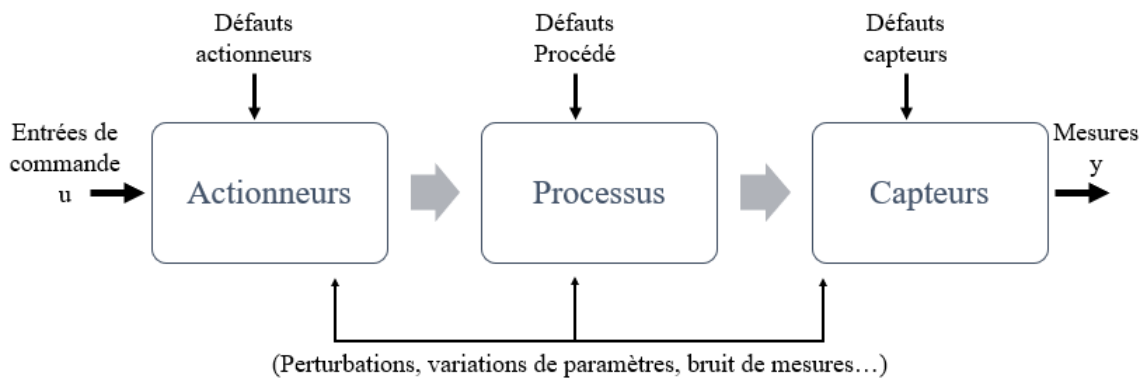 Défauts
actionneurs
Défauts
Procédé
Défauts
capteurs
Entrées de
commande
u
Actionneurs
Processus
Capteurs
Mesures
y
(Perturbations, variations de paramètres, bruit de mesures…)